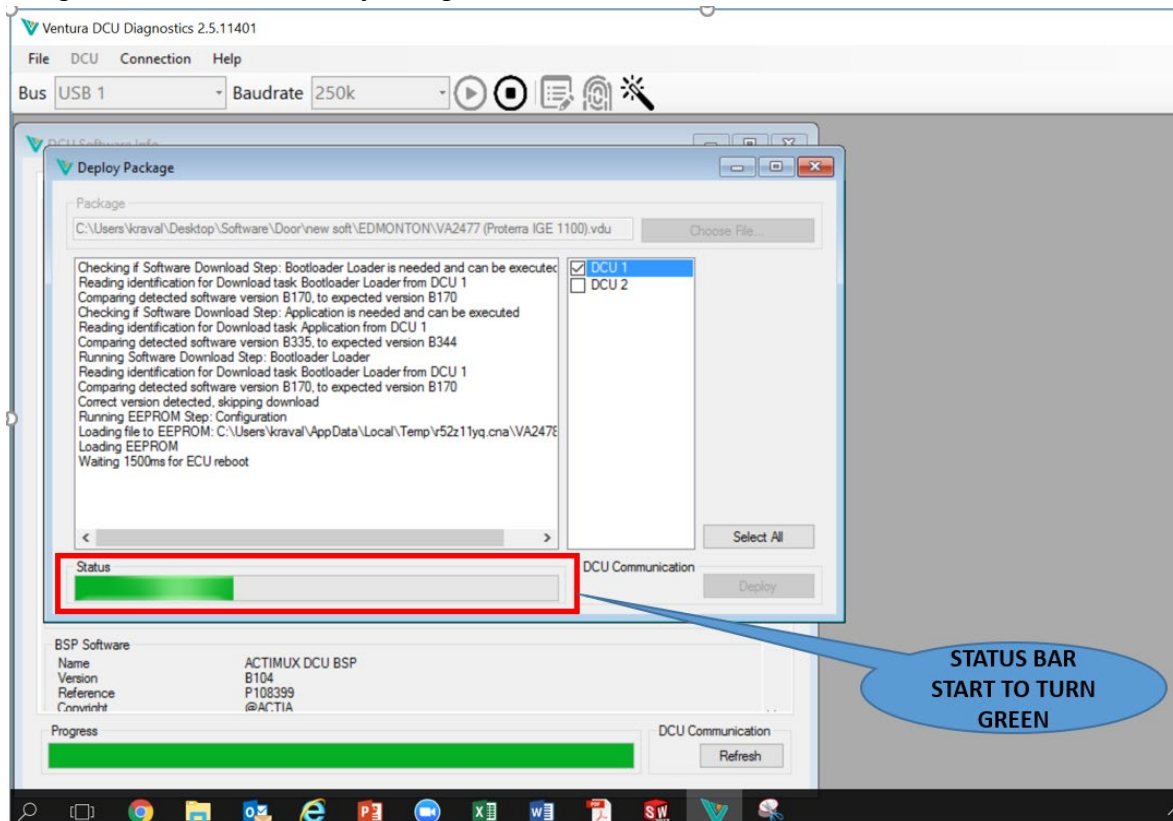 Ventura DCU Diagnostics 2.5.11401
File DCU Connection Help
Bus USB 1 Baudrate 250k
DCU Software Info
Deploy Package
Package
C:\Users\kraval\Desktop\Software\Door\new soft\EDMONTON\VA2477 (Proterra IGE 1100).vdu
Choose File...
Checking if Software Download Step: Bootloader Loader is needed and can be executed
Reading identification for Download task Bootloader Loader from DCU 1
Comparing detected software version B170, to expected version B170
Checking if Software Download Step: Application is needed and can be executed
Reading identification for Download task Application from DCU 1
Comparing detected software version B335, to expected version B344
Running Software Download Step: Bootloader Loader
Reading identification for Download task Bootloader Loader from DCU 1
Comparing detected software version B170, to expected version B170
Correct version detected, skipping download
Running EEPROM Step: Configuration
Loading file to EEPROM: C:\Users\kraval\AppData\Local\Temp\r52z11yq.cna\VA2478
Loading EEPROM
Waiting 1500ms for ECU reboot
DCU 1
DCU 2
Select All
Status
DCU Communication
Deploy
STATUS BAR
START TO TURN
GREEN
BSP Software
Name ACTIMUX DCU BSP
Version B104
Reference P108399
Copyright @ACTIA
Progress
DCU Communication
Refresh